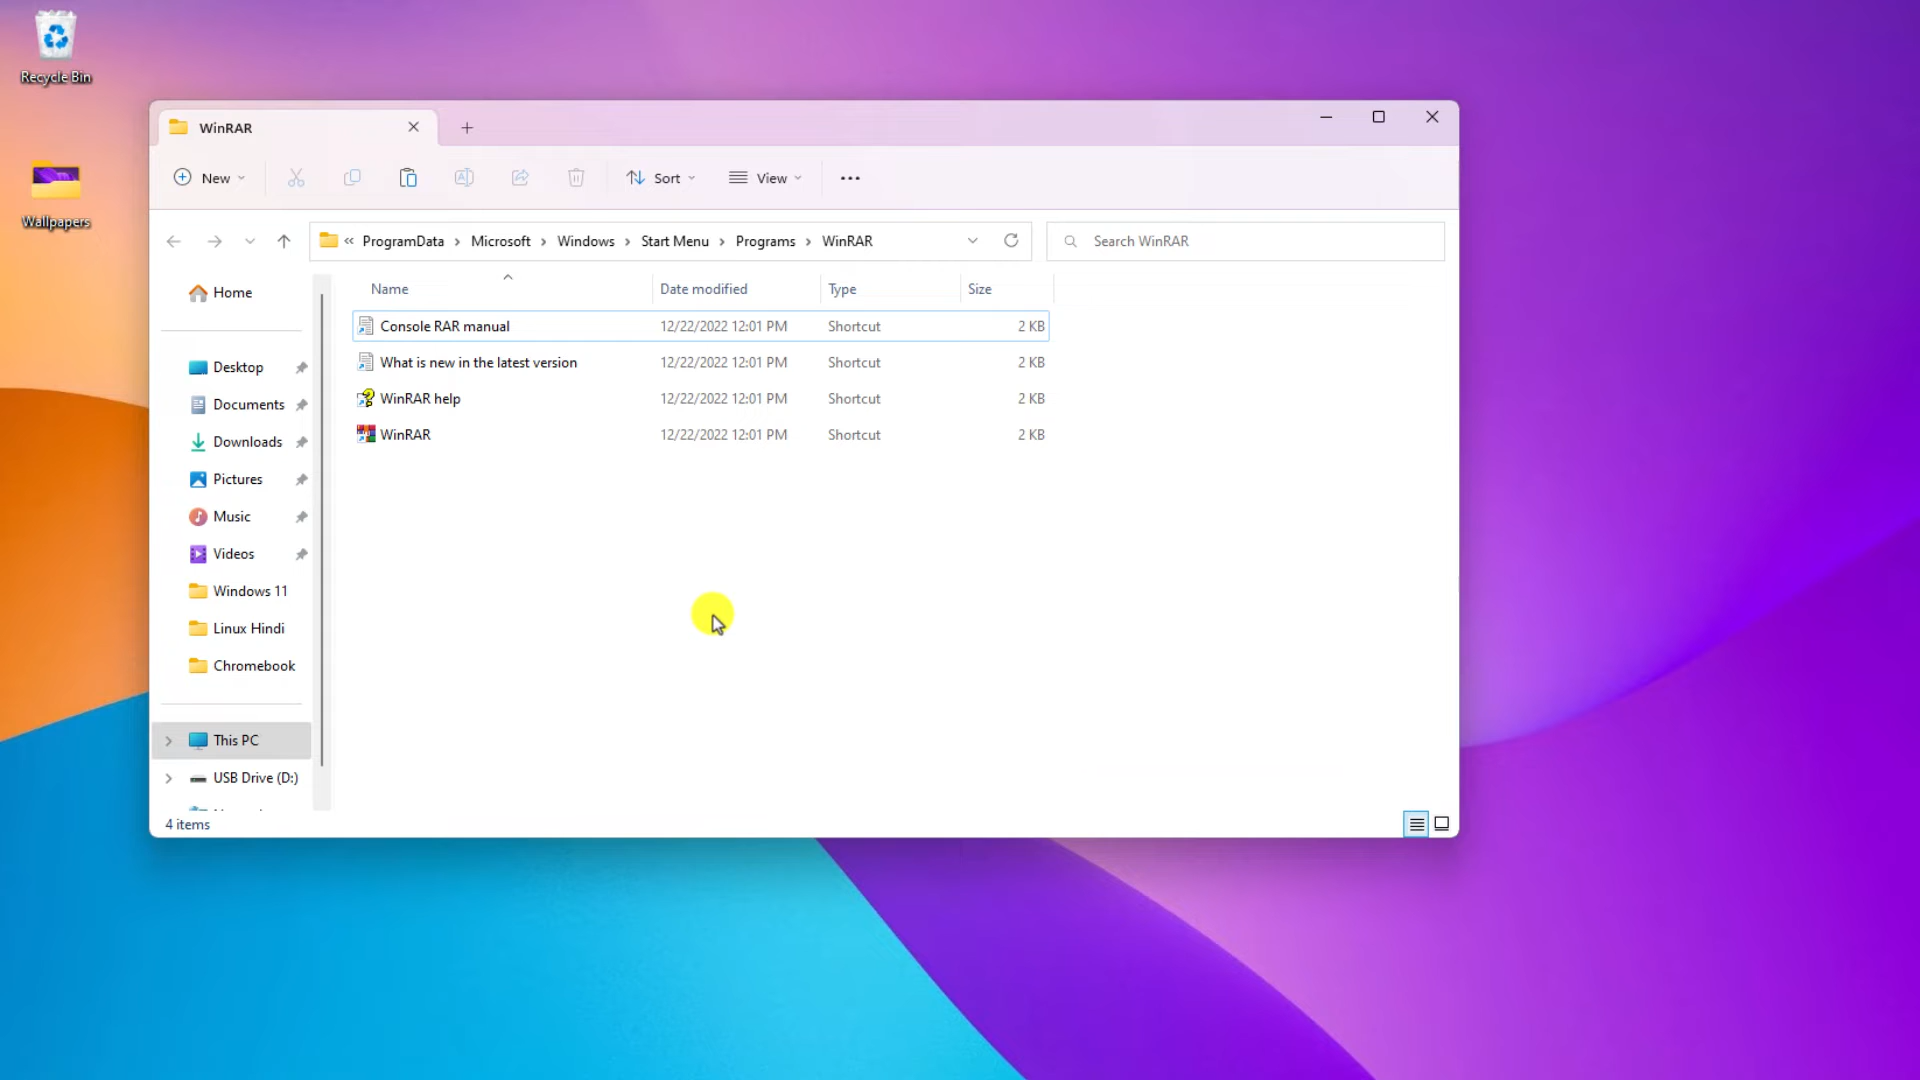 Recycle Bin
Wallpapers
WinRAR
New
Sort
View
« ProgramData > Microsoft > Windows > Start Menu > Programs > WinRAR
Search WinRAR
Name Date modified Type Size
Console RAR manual 12/22/2022 12:01 PM Shortcut 2 KB
What is new in the latest version 12/22/2022 12:01 PM Shortcut 2 KB
WinRAR help 12/22/2022 12:01 PM Shortcut 2 KB
WinRAR 12/22/2022 12:01 PM Shortcut 2 KB
Home
Desktop
Documents
Downloads
Pictures
Music
Videos
Windows 11
Linux Hindi
Chromebook
This PC
USB Drive (D:)
4 items